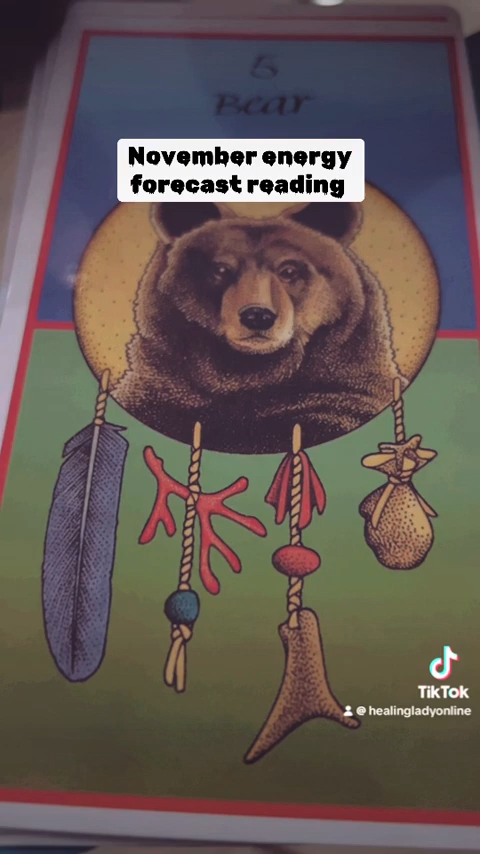 5
Bear
November energy
forecast reading
TikTok
@ healingladyonline